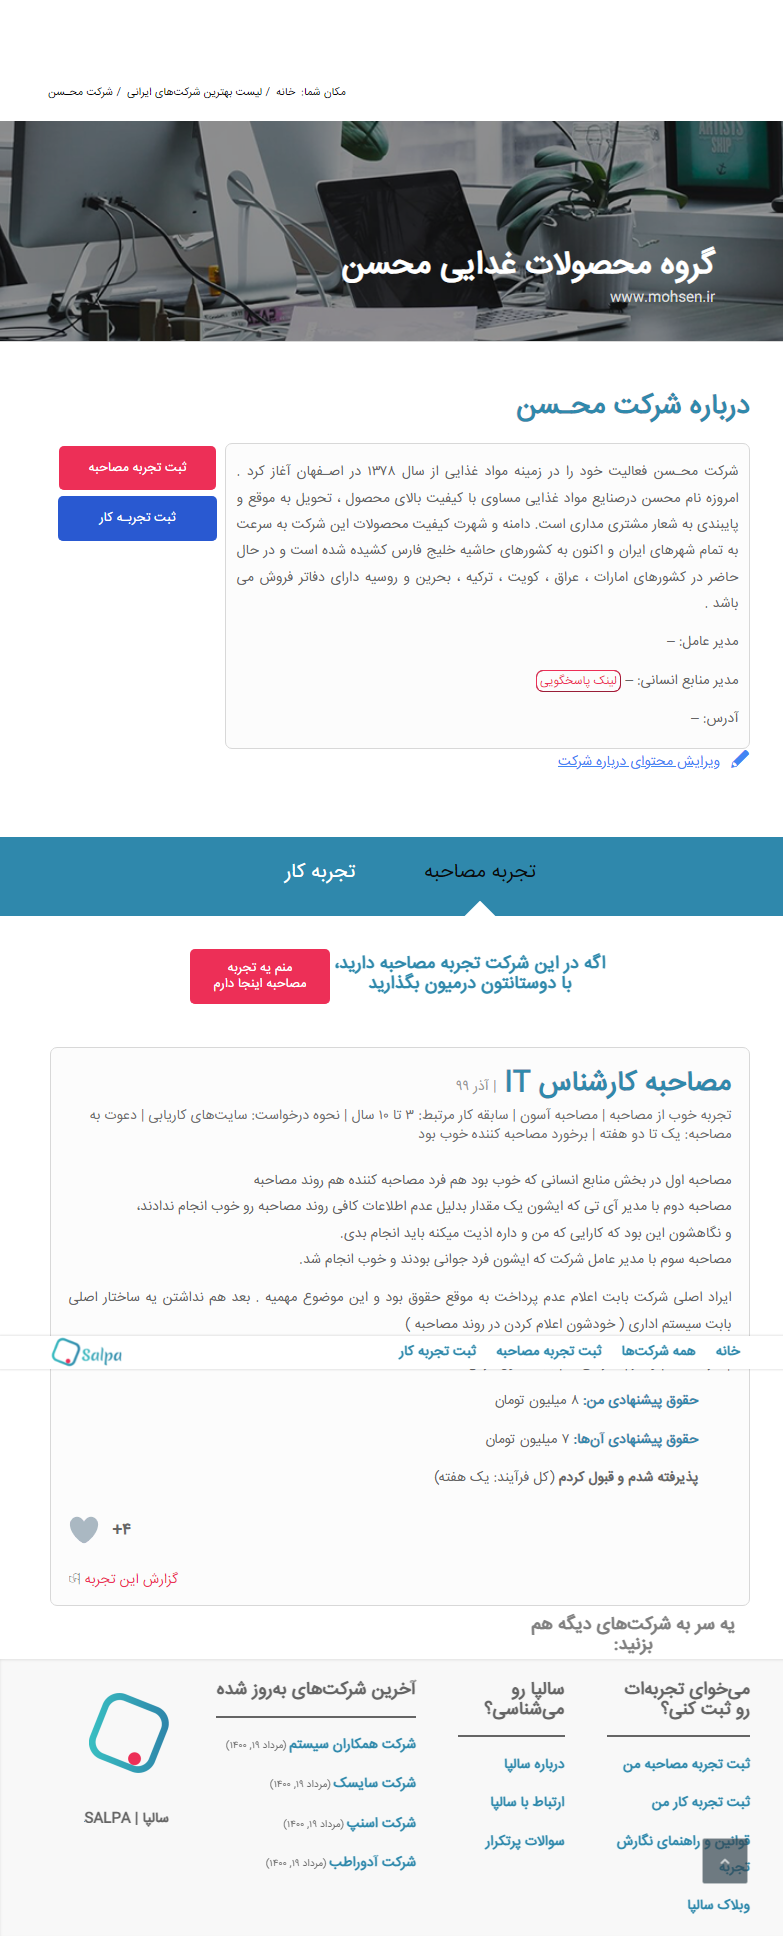 مکان شما: خانه / لیست بهترین شرکت‌های ایرانی / شرکت محـسن
ARTISTS
SHIP
گروه محصولات غذایی محسن
www.mohsen.ir
درباره شرکت محـسن
ثبت تجربه مصاحبه
ثبت تجربـه کار
شرکت محـسن فعالیت خود را در زمینه مواد غذایی از سال ۱۳۷۸ در اصـفهان آغاز کرد .
امروزه نام محسن درصنایع مواد غذایی مساوی با کیفیت بالای محصول ، تحویل به موقع و
پایبندی به شعار مشتری مداری است. دامنه و شهرت کیفیت محصولات این شرکت به سرعت
به تمام شهرهای ایران و اکنون به کشورهای حاشیه خلیج فارس کشیده شده است و در حال
حاضر در کشورهای امارات ، عراق ، کویت ، ترکیه ، بحرین و روسیه دارای دفاتر فروش می
باشد .
مدیر عامل: –
مدیر منابع انسانی: – لینک پاسخگویی
آدرس: –
ویرایش محتوای درباره شرکت
تجربه مصاحبه
تجربه کار
اگه در این شرکت تجربه مصاحبه دارید،
با دوستانتون درمیون بگذارید
منم یه تجربه
مصاحبه اینجا دارم
مصاحبه کارشناس IT | آذر ۹۹
تجربه خوب از مصاحبه | مصاحبه آسون | سابقه کار مرتبط: ۳ تا ۱۰ سال | نحوه درخواست: سایت‌های کاریابی | دعوت به
مصاحبه: یک تا دو هفته | برخورد مصاحبه کننده خوب بود
مصاحبه اول در بخش منابع انسانی که خوب بود هم فرد مصاحبه کننده هم روند مصاحبه
مصاحبه دوم با مدیر آی تی که ایشون یک مقدار بدلیل عدم اطلاعات کافی روند مصاحبه رو خوب انجام ندادند،
و نگاهشون این بود که کارایی که من و داره اذیت میکنه باید انجام بدی.
مصاحبه سوم با مدیر عامل شرکت که ایشون فرد جوانی بودند و خوب انجام شد.
ایراد اصلی شرکت بابت اعلام عدم پرداخت به موقع حقوق بود و این موضوع مهمیه . بعد هم نداشتن یه ساختار اصلی
بابت سیستم اداری ( خودشون اعلام کردن در روند مصاحبه )
خانه همه شرکت‌ها ثبت تجربه مصاحبه ثبت تجربه کار Salpa
حقوق پیشنهادی من: ۸ میلیون تومان
حقوق پیشنهادی آن‌ها: ۷ میلیون تومان
پذیرفته شدم و قبول کردم (کل فرآیند: یک هفته)
+۴
گزارش این تجربه
یه سر به شرکت‌های دیگه هم
بزنید:
می‌خوای تجربه‌ات
رو ثبت کنی؟
ثبت تجربه مصاحبه من
ثبت تجربه کار من
قوانین و راهنمای نگارش
تجربه
وبلاگ سالپا
سالپا رو
می‌شناسی؟
درباره سالپا
ارتباط با سالپا
سوالات پرتکرار
آخرین شرکت‌های به‌روز شده
شرکت همکاران سیستم (مرداد ۱۹, ۱۴۰۰)
شرکت سایسک (مرداد ۱۹, ۱۴۰۰)
شرکت اسنپ (مرداد ۱۹, ۱۴۰۰)
شرکت آدوراطب (مرداد ۱۹, ۱۴۰۰)
سالپا | SALPA